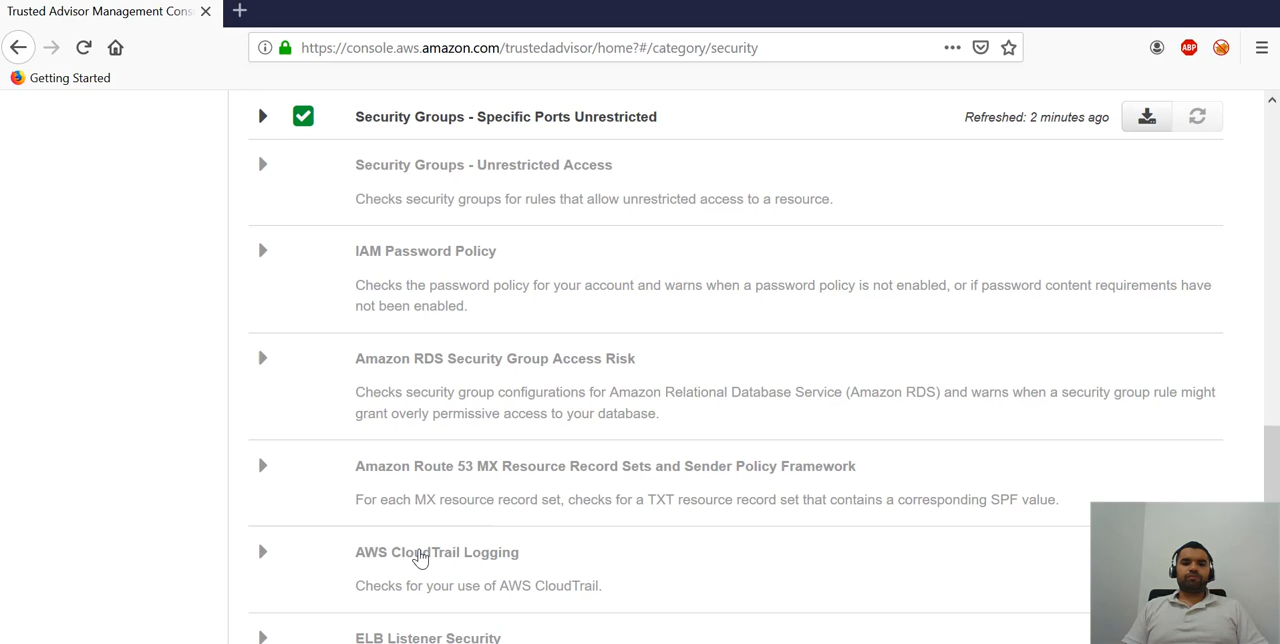 Trusted Advisor Management Cons
https://console.aws.amazon.com/trustedadvisor/home?#/category/security
ABP
Getting Started
Security Groups - Specific Ports Unrestricted
Refreshed: 2 minutes ago
Security Groups - Unrestricted Access
Checks security groups for rules that allow unrestricted access to a resource.
IAM Password Policy
Checks the password policy for your account and warns when a password policy is not enabled, or if password content requirements have
not been enabled.
Amazon RDS Security Group Access Risk
Checks security group configurations for Amazon Relational Database Service (Amazon RDS) and warns when a security group rule might
grant overly permissive access to your database.
Amazon Route 53 MX Resource Record Sets and Sender Policy Framework
For each MX resource record set, checks for a TXT resource record set that contains a corresponding SPF value.
AWS CloudTrail Logging
Checks for your use of AWS CloudTrail.
ELB Listener Security